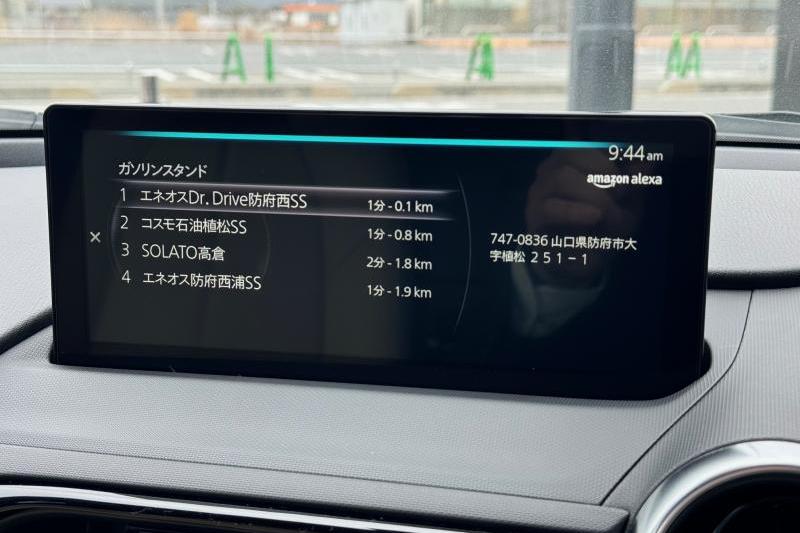 9:44am
amazon alexa
ガソリンスタンド
1 エネオスDr. Drive防府西SS 1分 - 0.1 km
2 コスモ石油植松SS 1分 - 0.8 km
3 SOLATO高倉 2分 - 1.8 km
4 エネオス防府西浦SS 1分 - 1.9 km
747-0836 山口県防府市大
字植松 ２５１－１